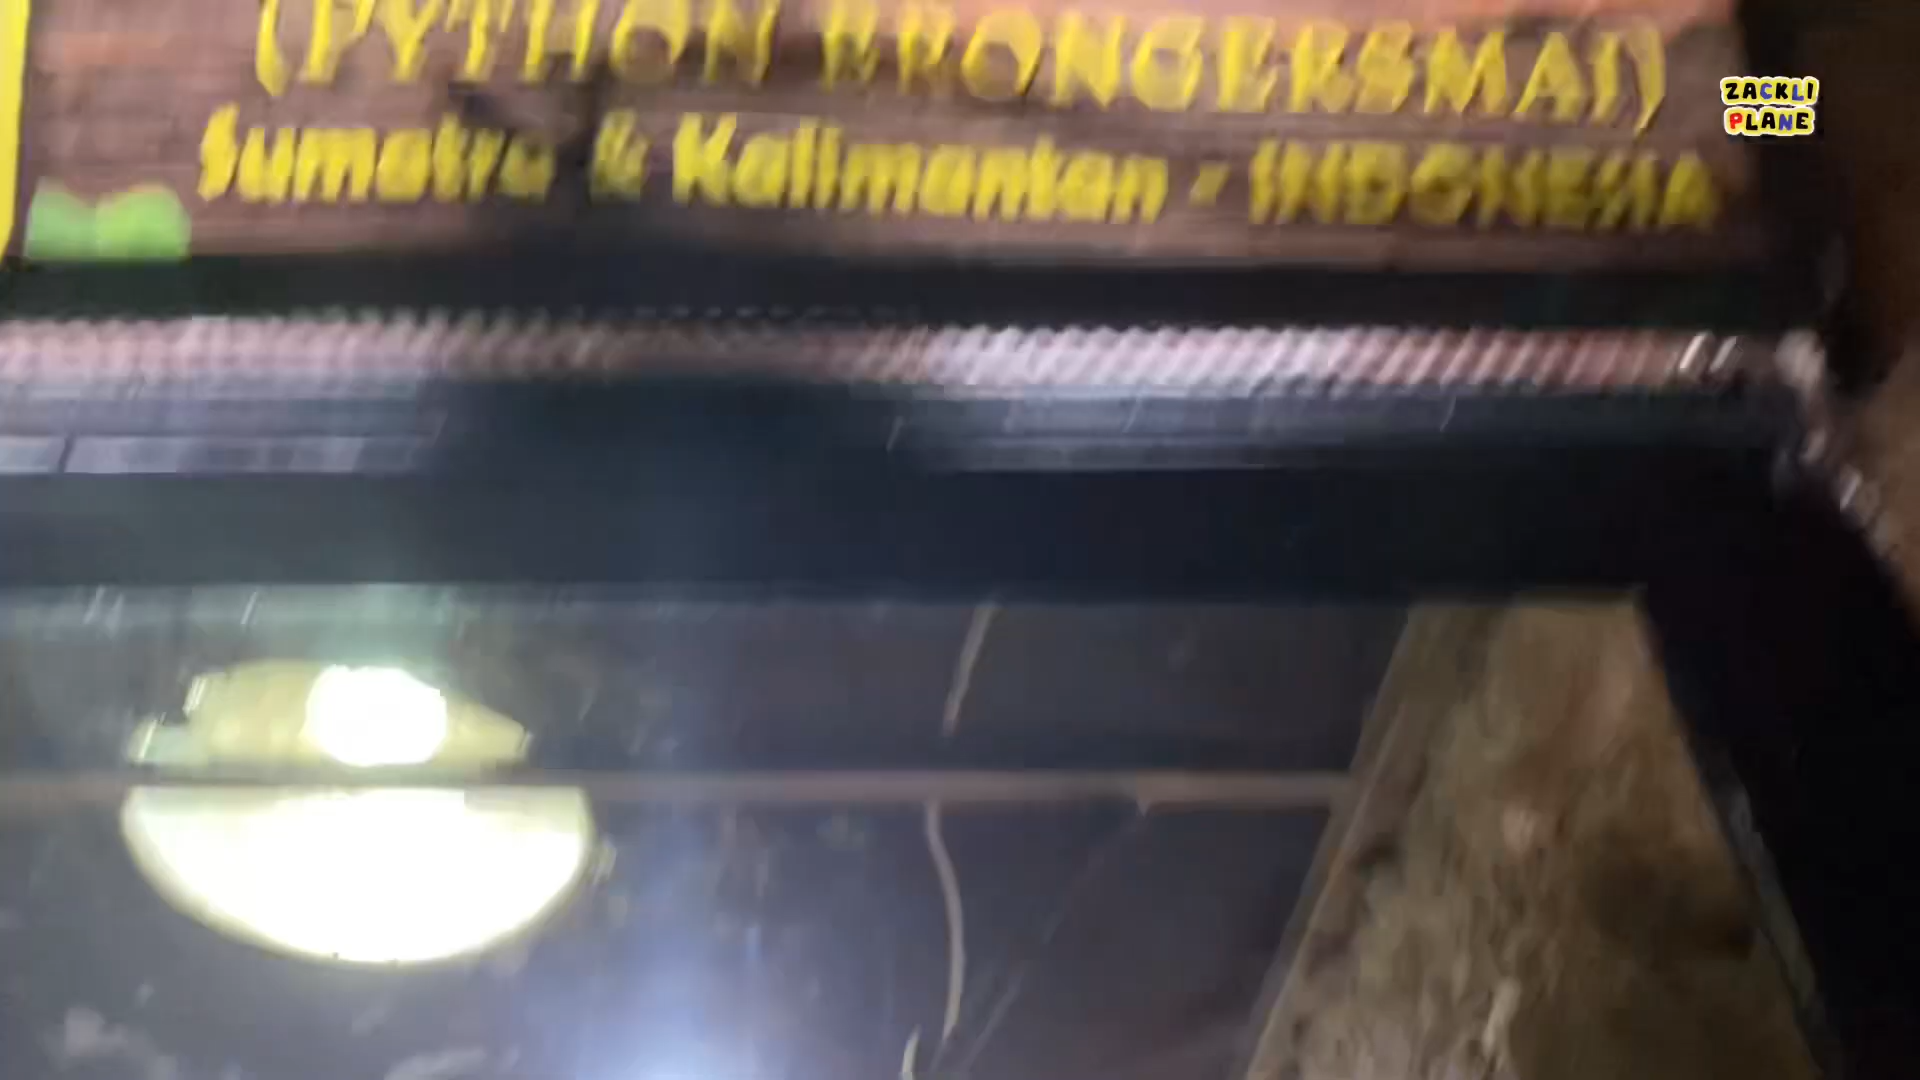 (PYTHON BRONGERSMAI)
Sumatra & Kalimantan - INDONESIA
ZACKLI
PLANE